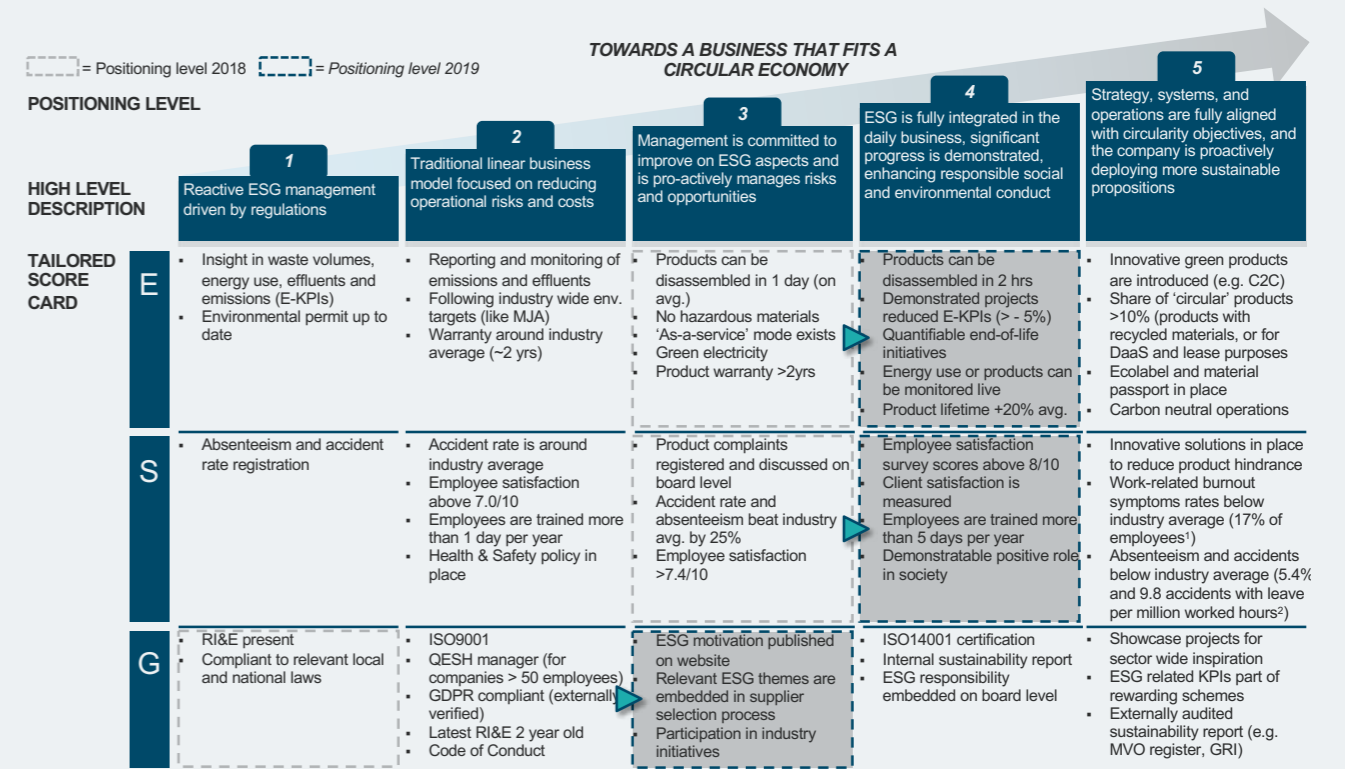 TOWARDS A BUSINESS THAT FITS A
CIRCULAR ECONOMY
= Positioning level 2018
= Positioning level 2019
POSITIONING LEVEL
1
2
3
4
5
HIGH LEVEL
DESCRIPTION
Reactive ESG management
driven by regulations
Traditional linear business
model focused on reducing
operational risks and costs
Management is committed to
improve on ESG aspects and
is pro-actively manages risks
and opportunities
ESG is fully integrated in the
daily business, significant
progress is demonstrated,
enhancing responsible social
and environmental conduct
Strategy, systems, and
operations are fully aligned
with circularity objectives, and
the company is proactively
deploying more sustainable
propositions
TAILORED
SCORE
CARD
E
▪ Insight in waste volumes,
energy use, effluents and
emissions (E-KPIs)
▪ Environmental permit up to
date
▪ Reporting and monitoring of
emissions and effluents
▪ Following industry wide env.
targets (like MJA)
▪ Warranty around industry
average (~2 yrs)
▪ Products can be
disassembled in 1 day (on
avg.)
▪ No hazardous materials
▪ ‘As-a-service’ mode exists
▪ Green electricity
▪ Product warranty >2yrs
▪ Products can be
disassembled in 2 hrs
▪ Demonstrated projects
reduced E-KPIs (> - 5%)
▪ Quantifiable end-of-life
initiatives
▪ Energy use or products can
be monitored live
▪ Product lifetime +20% avg.
▪ Innovative green products
are introduced (e.g. C2C)
▪ Share of ‘circular’ products
>10% (products with
recycled materials, or for
DaaS and lease purposes
▪ Ecolabel and material
passport in place
▪ Carbon neutral operations
S
▪ Absenteeism and accident
rate registration
▪ Accident rate is around
industry average
▪ Employee satisfaction
above 7.0/10
▪ Employees are trained more
than 1 day per year
▪ Health & Safety policy in
place
▪ Product complaints
registered and discussed on
board level
▪ Accident rate and
absenteeism beat industry
avg. by 25%
▪ Employee satisfaction
>7.4/10
▪ Employee satisfaction
survey scores above 8/10
▪ Client satisfaction is
measured
▪ Employees are trained more
than 5 days per year
▪ Demonstratable positive role
in society
▪ Innovative solutions in place
to reduce product hindrance
▪ Work-related burnout
symptoms rates below
industry average (17% of
employees¹)
▪ Absenteeism and accidents
below industry average (5.4%
and 9.8 accidents with leave
per million worked hours²)
G
▪ RI&E present
▪ Compliant to relevant local
and national laws
▪ ISO9001
▪ QESH manager (for
companies > 50 employees)
▪ GDPR compliant (externally
verified)
▪ Latest RI&E 2 year old
▪ Code of Conduct
▪ ESG motivation published
on website
▪ Relevant ESG themes are
embedded in supplier
selection process
▪ Participation in industry
initiatives
▪ ISO14001 certification
▪ Internal sustainability report
▪ ESG responsibility
embedded on board level
▪ Showcase projects for
sector wide inspiration
▪ ESG related KPIs part of
rewarding schemes
▪ Externally audited
sustainability report (e.g.
MVO register, GRI)